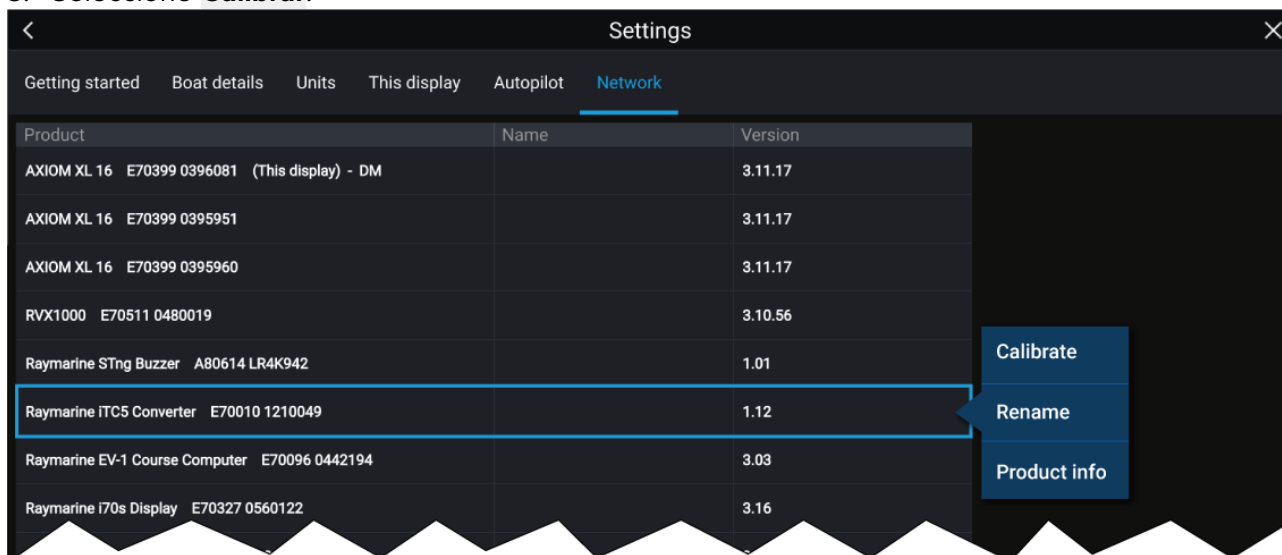 Settings
Getting started Boat details Units This display Autopilot Network
Product Name Version
AXIOM XL 16 E70399 0396081 (This display) - DM 3.11.17
AXIOM XL 16 E70399 0395951 3.11.17
AXIOM XL 16 E70399 0395960 3.11.17
RVX1000 E70511 0480019 3.10.56
Raymarine STng Buzzer A80614 LR4K942 1.01
Raymarine iTC5 Converter E70010 1210049 1.12
Raymarine EV-1 Course Computer E70096 0442194 3.03
Raymarine i70s Display E70327 0560122 3.16
Calibrate
Rename
Product info